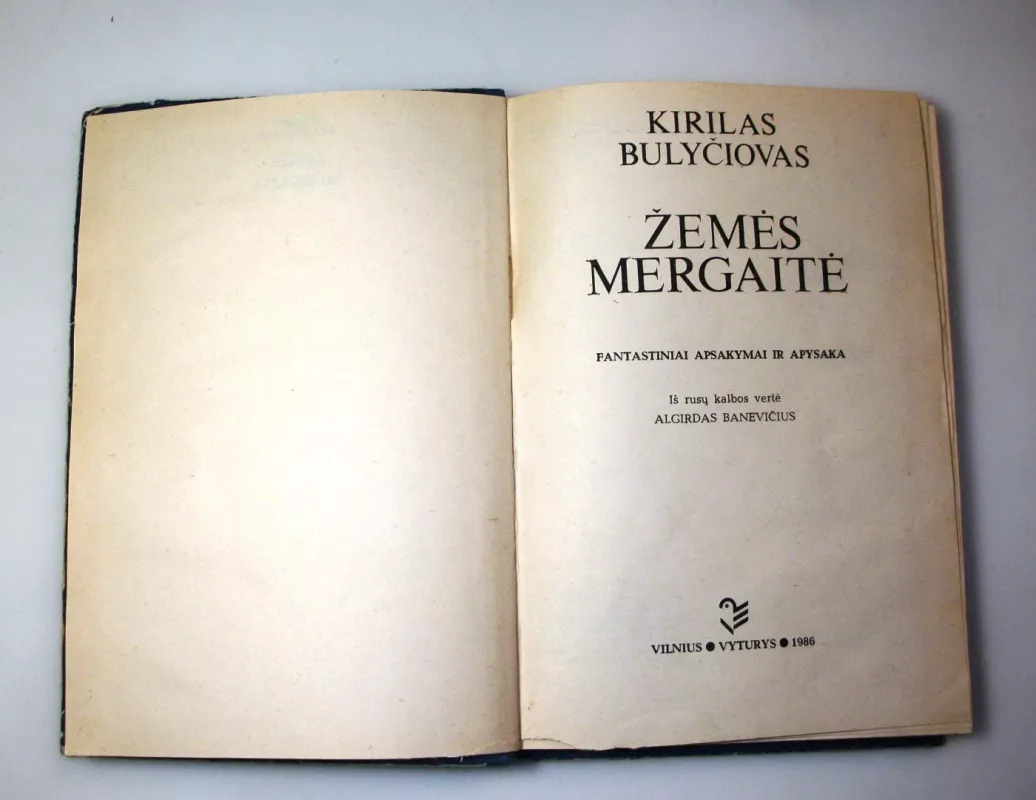 KIRILAS
BULYČIOVAS
ŽEMĖS
MERGAITĖ
FANTASTINIAI APSAKYMAI IR APYSAKA
Iš rusų kalbos vertė
ALGIRDAS BANEVIČIUS
VILNIUS ● VYTURYS ● 1986